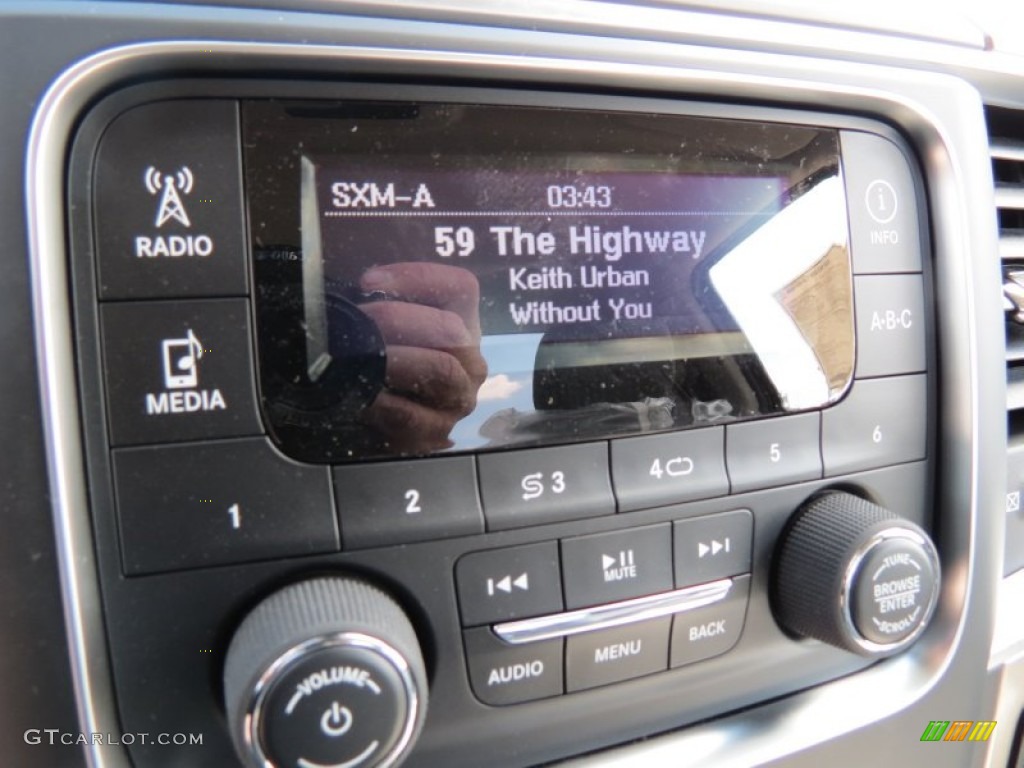 RADIO
MEDIA
SXM-A 03:43
59 The Highway
Keith Urban
Without You
i
INFO
A·B·C
1
2
3
4
5
6
MUTE
AUDIO
MENU
BACK
VOLUME
TUNE
BROWSE
ENTER
SCROLL
GTCARLOT.COM